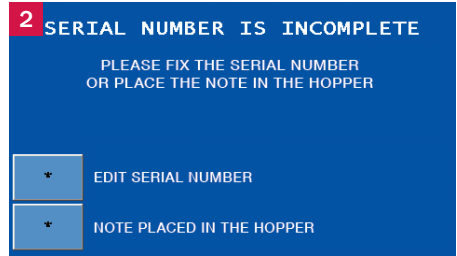 2
SERIAL NUMBER IS INCOMPLETE
PLEASE FIX THE SERIAL NUMBER
OR PLACE THE NOTE IN THE HOPPER
* EDIT SERIAL NUMBER
* NOTE PLACED IN THE HOPPER